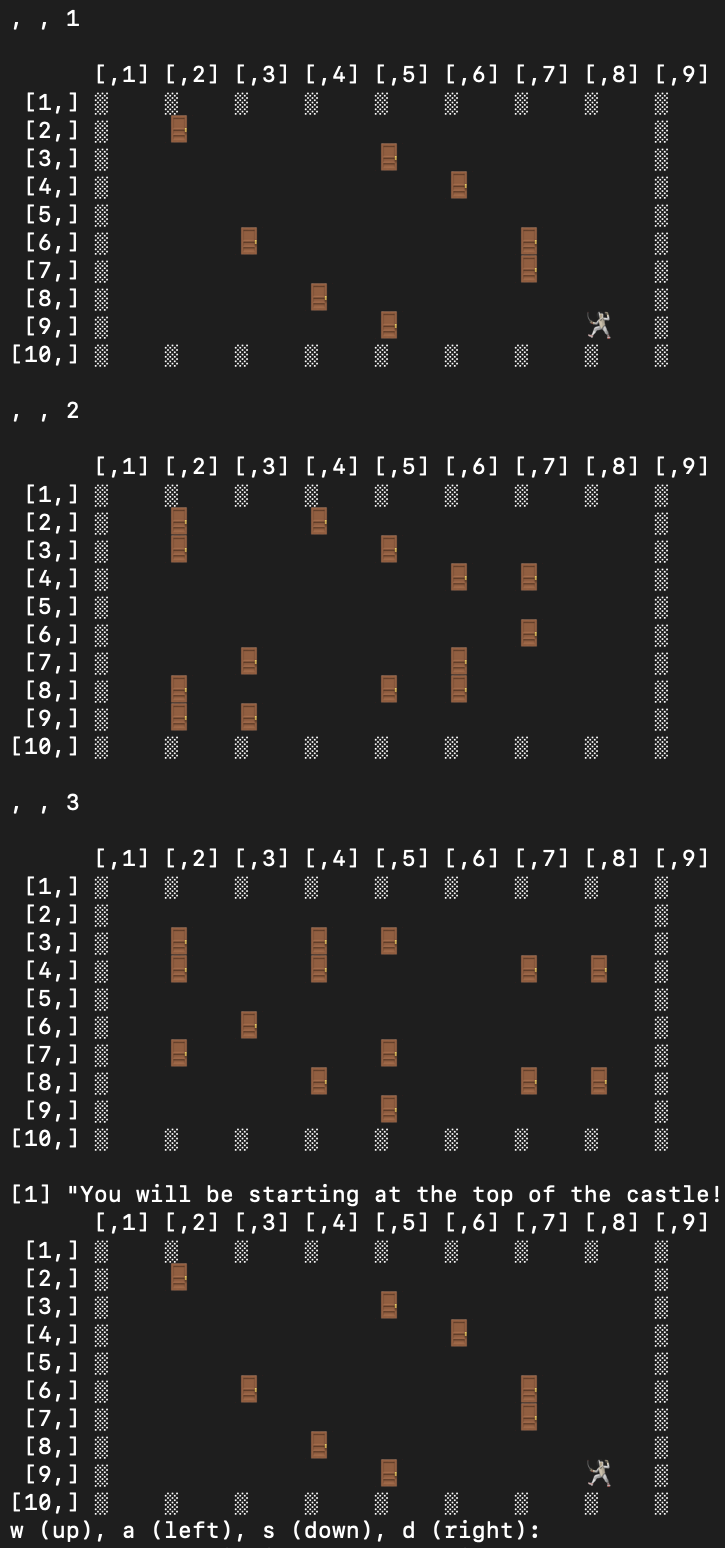 , , 1
[,1] [,2] [,3] [,4] [,5] [,6] [,7] [,8] [,9]
[1,] ▒ ▒ ▒ ▒ ▒ ▒ ▒ ▒ ▒
[2,] ▒ 🚪 ▒
[3,] ▒ 🚪 ▒
[4,] ▒ 🚪 ▒
[5,] ▒ ▒
[6,] ▒ 🚪 🚪 ▒
[7,] ▒ 🚪 ▒
[8,] ▒ 🚪 ▒
[9,] ▒ 🚪 🤺 ▒
[10,] ▒ ▒ ▒ ▒ ▒ ▒ ▒ ▒ ▒
, , 2
[,1] [,2] [,3] [,4] [,5] [,6] [,7] [,8] [,9]
[1,] ▒ ▒ ▒ ▒ ▒ ▒ ▒ ▒ ▒
[2,] ▒ 🚪 🚪 ▒
[3,] ▒ 🚪 🚪 ▒
[4,] ▒ 🚪 🚪 ▒
[5,] ▒ ▒
[6,] ▒ 🚪 ▒
[7,] ▒ 🚪 🚪 ▒
[8,] ▒ 🚪 🚪 🚪 ▒
[9,] ▒ 🚪 🚪 ▒
[10,] ▒ ▒ ▒ ▒ ▒ ▒ ▒ ▒ ▒
, , 3
[,1] [,2] [,3] [,4] [,5] [,6] [,7] [,8] [,9]
[1,] ▒ ▒ ▒ ▒ ▒ ▒ ▒ ▒ ▒
[2,] ▒ ▒
[3,] ▒ 🚪 🚪 🚪 ▒
[4,] ▒ 🚪 🚪 🚪 🚪 ▒
[5,] ▒ ▒
[6,] ▒ 🚪 ▒
[7,] ▒ 🚪 🚪 ▒
[8,] ▒ 🚪 🚪 🚪 ▒
[9,] ▒ 🚪 ▒
[10,] ▒ ▒ ▒ ▒ ▒ ▒ ▒ ▒ ▒
[1] "You will be starting at the top of the castle!
[,1] [,2] [,3] [,4] [,5] [,6] [,7] [,8] [,9]
[1,] ▒ ▒ ▒ ▒ ▒ ▒ ▒ ▒ ▒
[2,] ▒ 🚪 ▒
[3,] ▒ 🚪 ▒
[4,] ▒ 🚪 ▒
[5,] ▒ ▒
[6,] ▒ 🚪 🚪 ▒
[7,] ▒ 🚪 ▒
[8,] ▒ 🚪 ▒
[9,] ▒ 🚪 🤺 ▒
[10,] ▒ ▒ ▒ ▒ ▒ ▒ ▒ ▒ ▒
w (up), a (left), s (down), d (right):